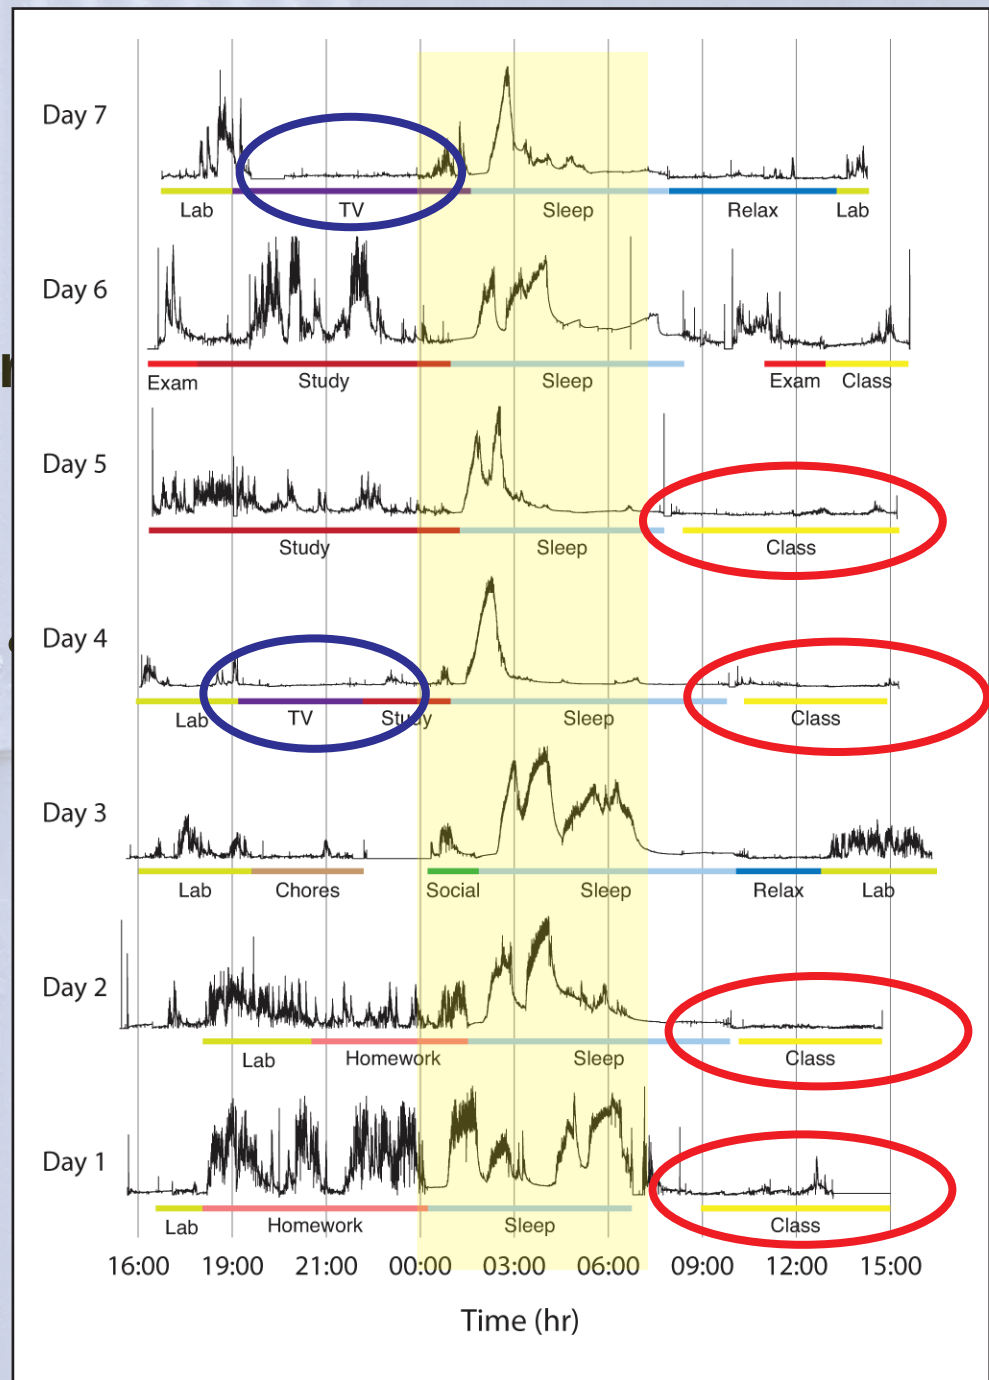 Day 7
Lab TV Sleep Relax Lab
Day 6
Exam Study Sleep Exam Class
Day 5
Study Sleep Class
Day 4
Lab TV Study Sleep Class
Day 3
Lab Chores Social Sleep Relax Lab
Day 2
Lab Homework Sleep Class
Day 1
Lab Homework Sleep Class
16:00 19:00 21:00 00:00 03:00 06:00 09:00 12:00 15:00
Time (hr)